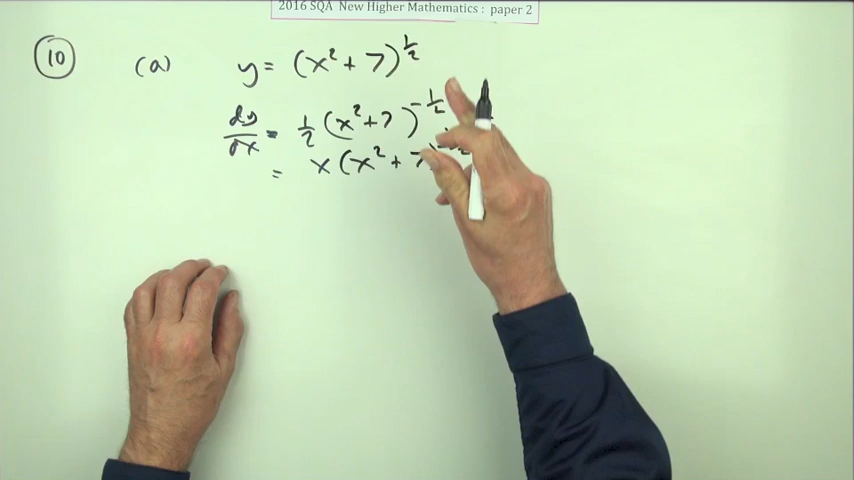 2016 SQA New Higher Mathematics : paper 2
10 (a) y = (x² + 7)^½
dy/dx = ½ (x² + 7)^-½
= x (x² + 7)